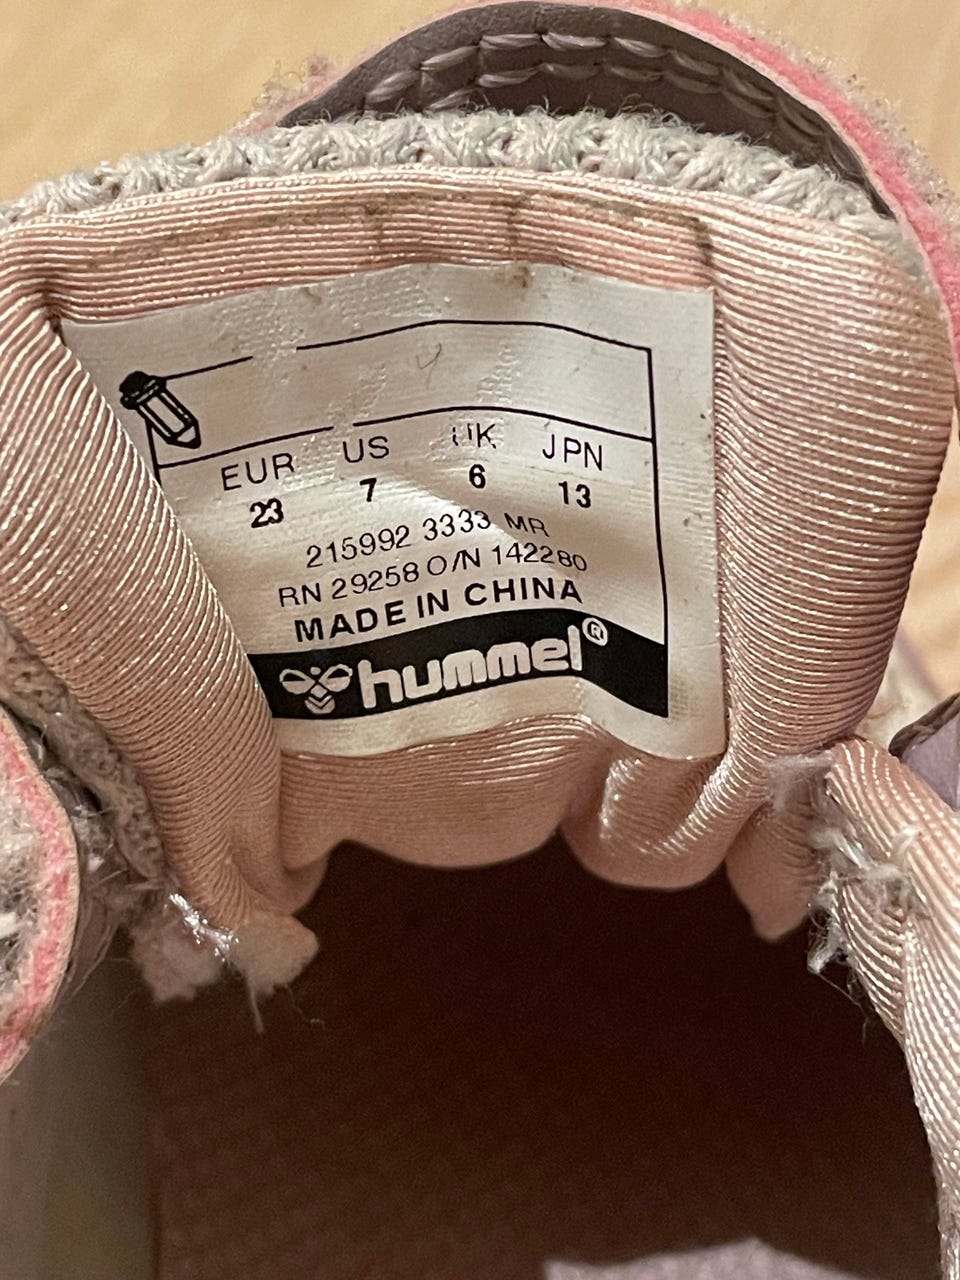 EUR US UK JPN
23 7 6 13
215992 3333 MR
RN 29258 O/N 142280
MADE IN CHINA
hummel®